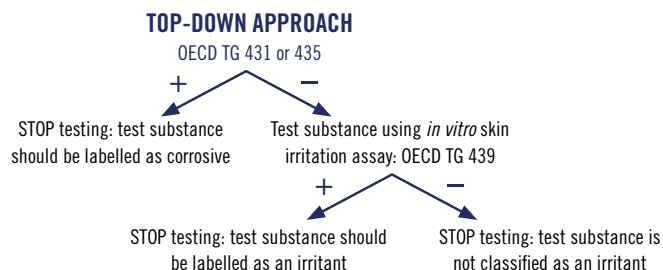 TOP-DOWN APPROACH
OECD TG 431 or 435
+ −
STOP testing: test substance
should be labelled as corrosive
Test substance using in vitro skin
irritation assay: OECD TG 439
+ −
STOP testing: test substance should
be labelled as an irritant
STOP testing: test substance is
not classified as an irritant